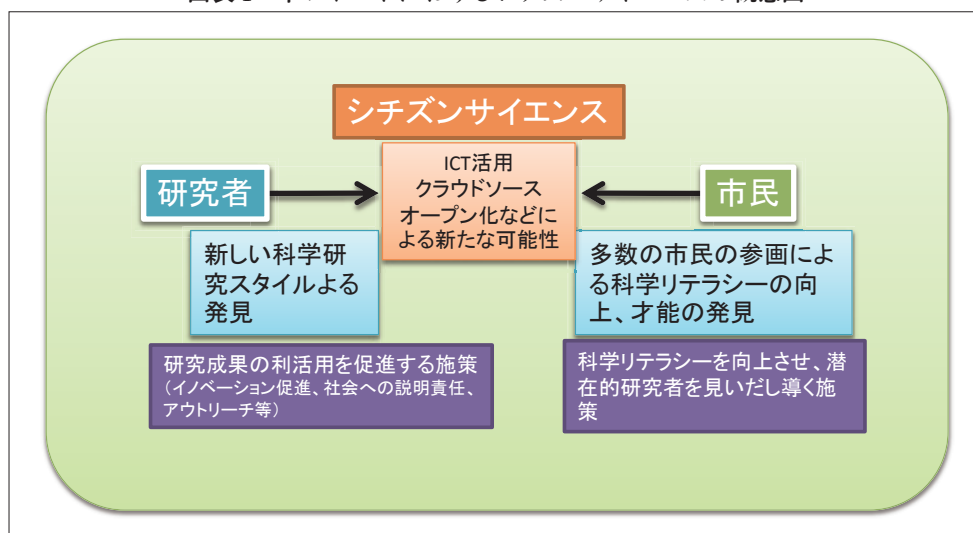 シチズンサイエンス
ICT活用
クラウドソース
オープン化などに
よる新たな可能性
研究者
市民
新しい科学研
究スタイルよる
発見
多数の市民の参画によ
る科学リテラシーの向
上、才能の発見
研究成果の利活用を促進する施策
（イノベーション促進、社会への説明責任、
アウトリーチ等）
科学リテラシーを向上させ、潜
在的研究者を見いだし導く施
策